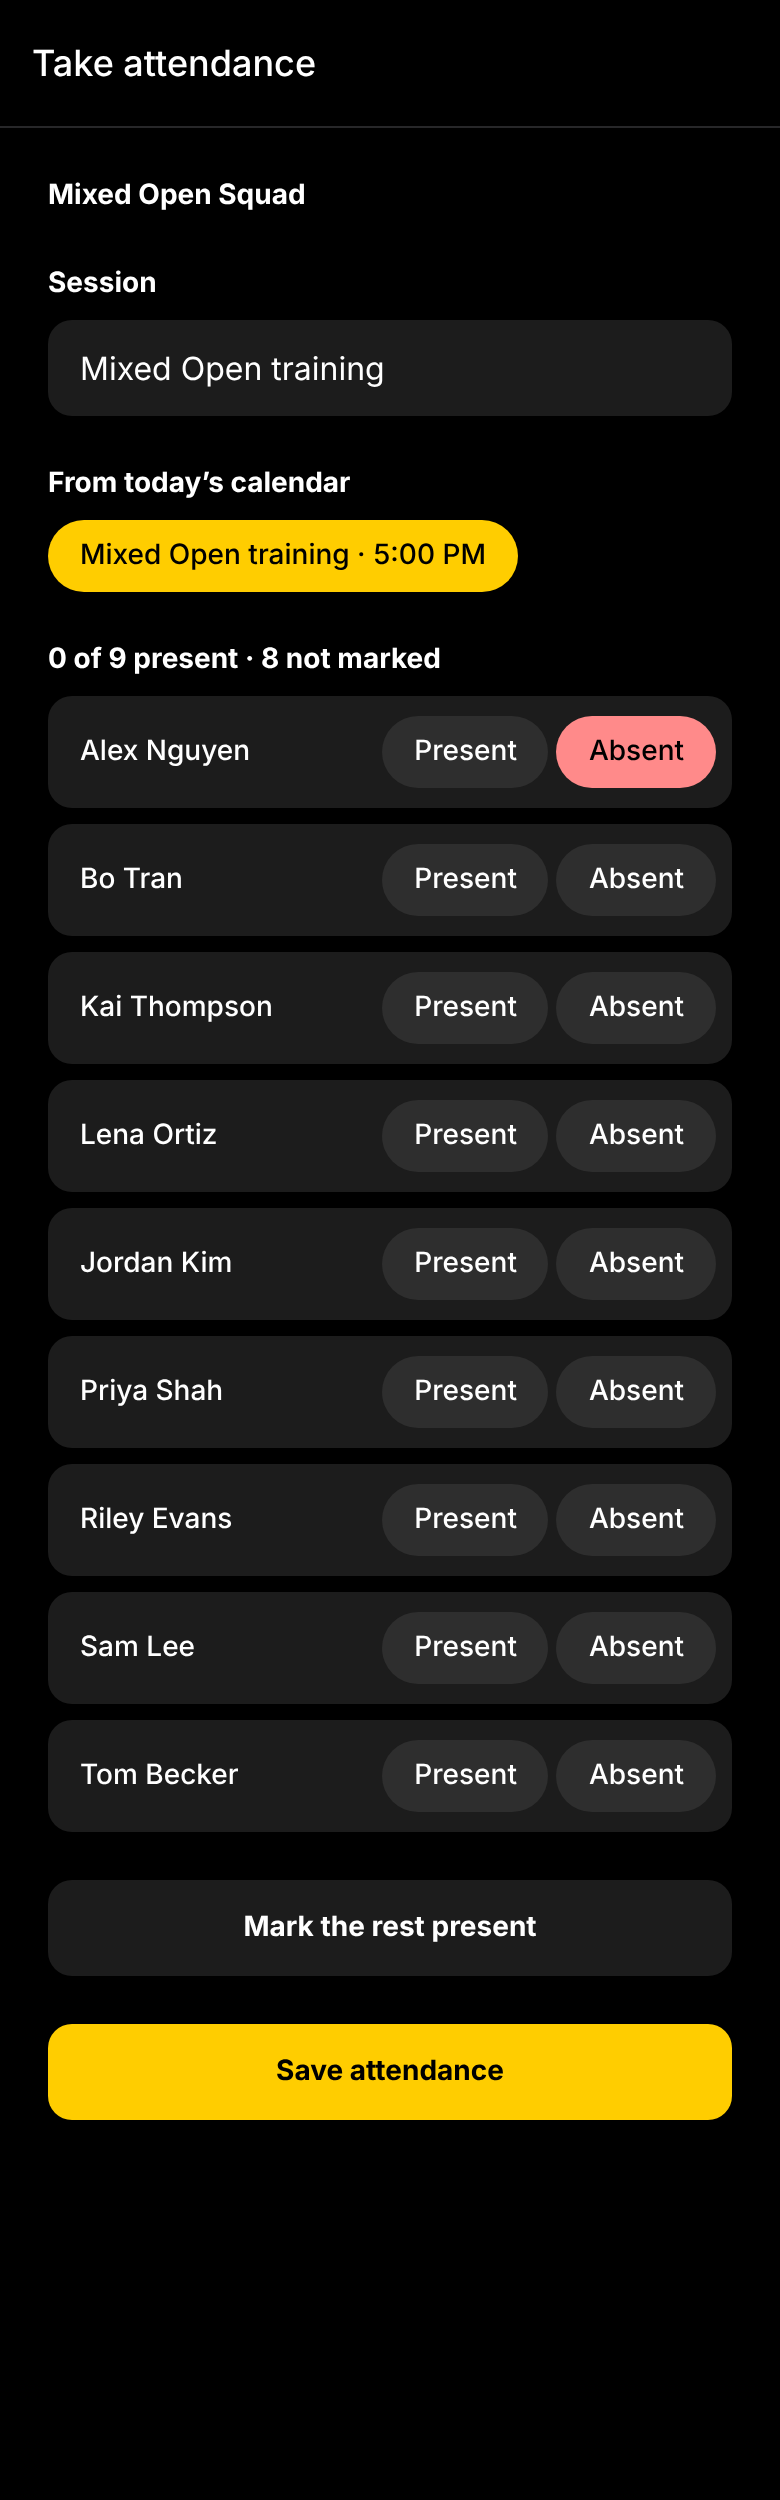 Take attendance
Mixed Open Squad
Session
Mixed Open training
From today’s calendar
Mixed Open training · 5:00 PM
0 of 9 present · 8 not marked
Alex Nguyen Present Absent
Bo Tran Present Absent
Kai Thompson Present Absent
Lena Ortiz Present Absent
Jordan Kim Present Absent
Priya Shah Present Absent
Riley Evans Present Absent
Sam Lee Present Absent
Tom Becker Present Absent
Mark the rest present
Save attendance